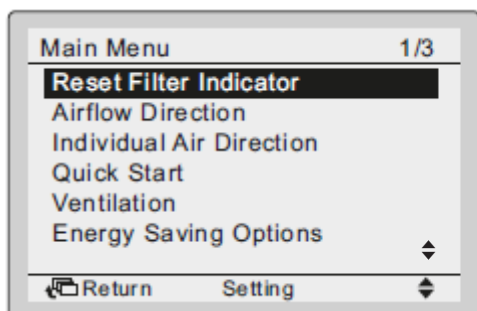 Main Menu 1/3
Reset Filter Indicator
Airflow Direction
Individual Air Direction
Quick Start
Ventilation
Energy Saving Options
Return Setting